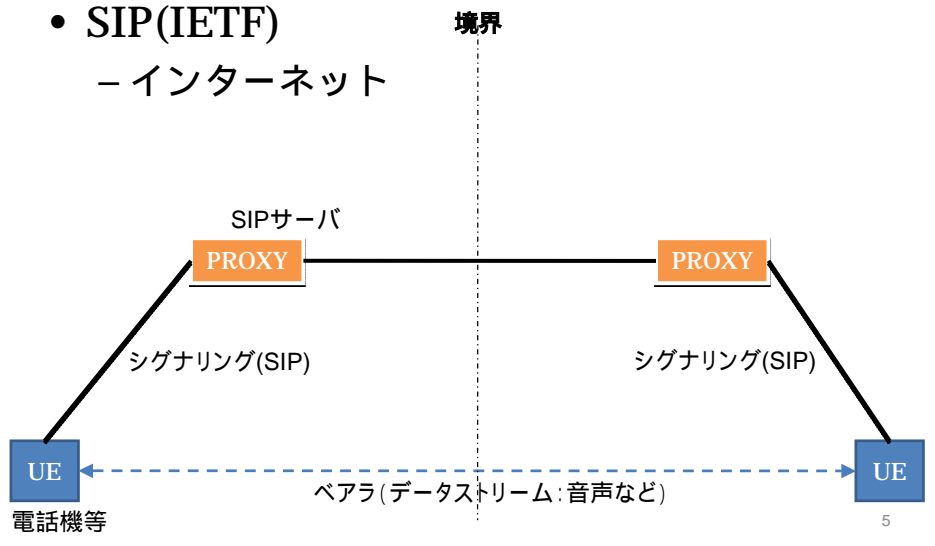 • SIP(IETF)
境界
– インターネット
SIPサーバ
PROXY
PROXY
シグナリング(SIP)
シグナリング(SIP)
UE
UE
ベアラ(データストリーム:音声など)
電話機等
5